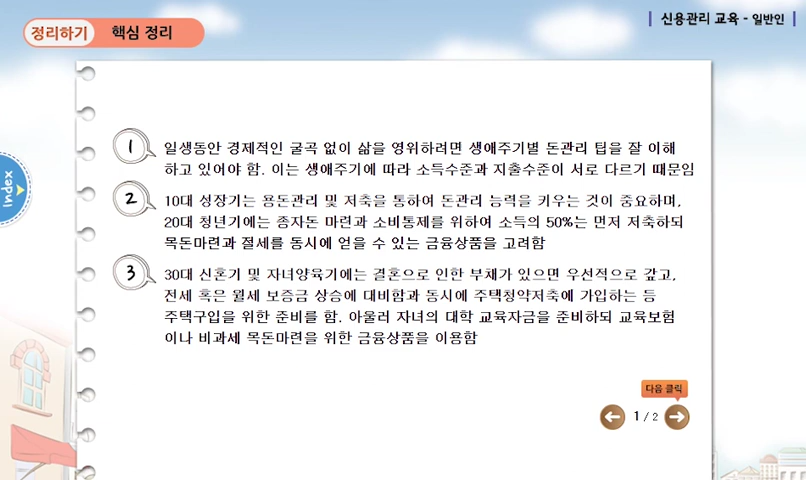 정리하기 핵심 정리
신용관리 교육 - 일반인
Index
1 일생동안 경제적인 굴곡 없이 삶을 영위하려면 생애주기별 돈관리 팁을 잘 이해
하고 있어야 함. 이는 생애주기에 따라 소득수준과 지출수준이 서로 다르기 때문임
2 10대 성장기는 용돈관리 및 저축을 통하여 돈관리 능력을 키우는 것이 중요하며,
20대 청년기에는 종자돈 마련과 소비통제를 위하여 소득의 50%는 먼저 저축하되
목돈마련과 절세를 동시에 얻을 수 있는 금융상품을 고려함
3 30대 신혼기 및 자녀양육기에는 결혼으로 인한 부채가 있으면 우선적으로 갚고,
전세 혹은 월세 보증금 상승에 대비함과 동시에 주택청약저축에 가입하는 등
주택구입을 위한 준비를 함. 아울러 자녀의 대학 교육자금을 준비하되 교육보험
이나 비과세 목돈마련을 위한 금융상품을 이용함
다음 클릭
1 / 2